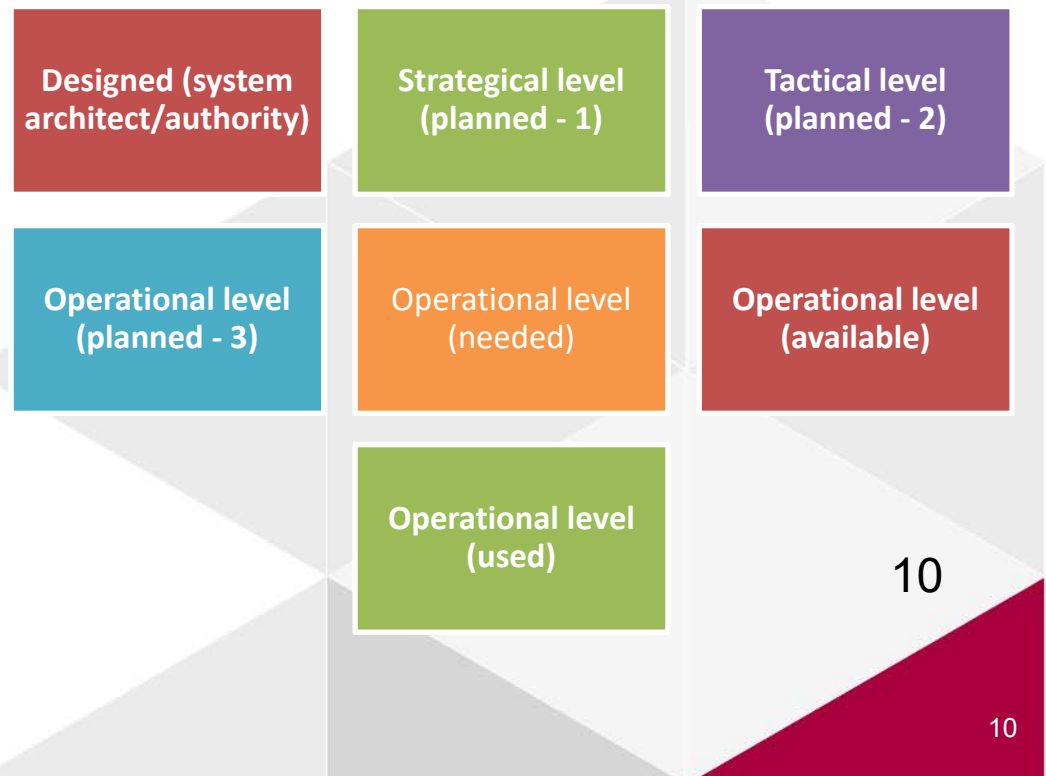 Designed (system
architect/authority)
Strategical level
(planned - 1)
Tactical level
(planned - 2)
Operational level
(planned - 3)
Operational level
(needed)
Operational level
(available)
Operational level
(used)
10
10